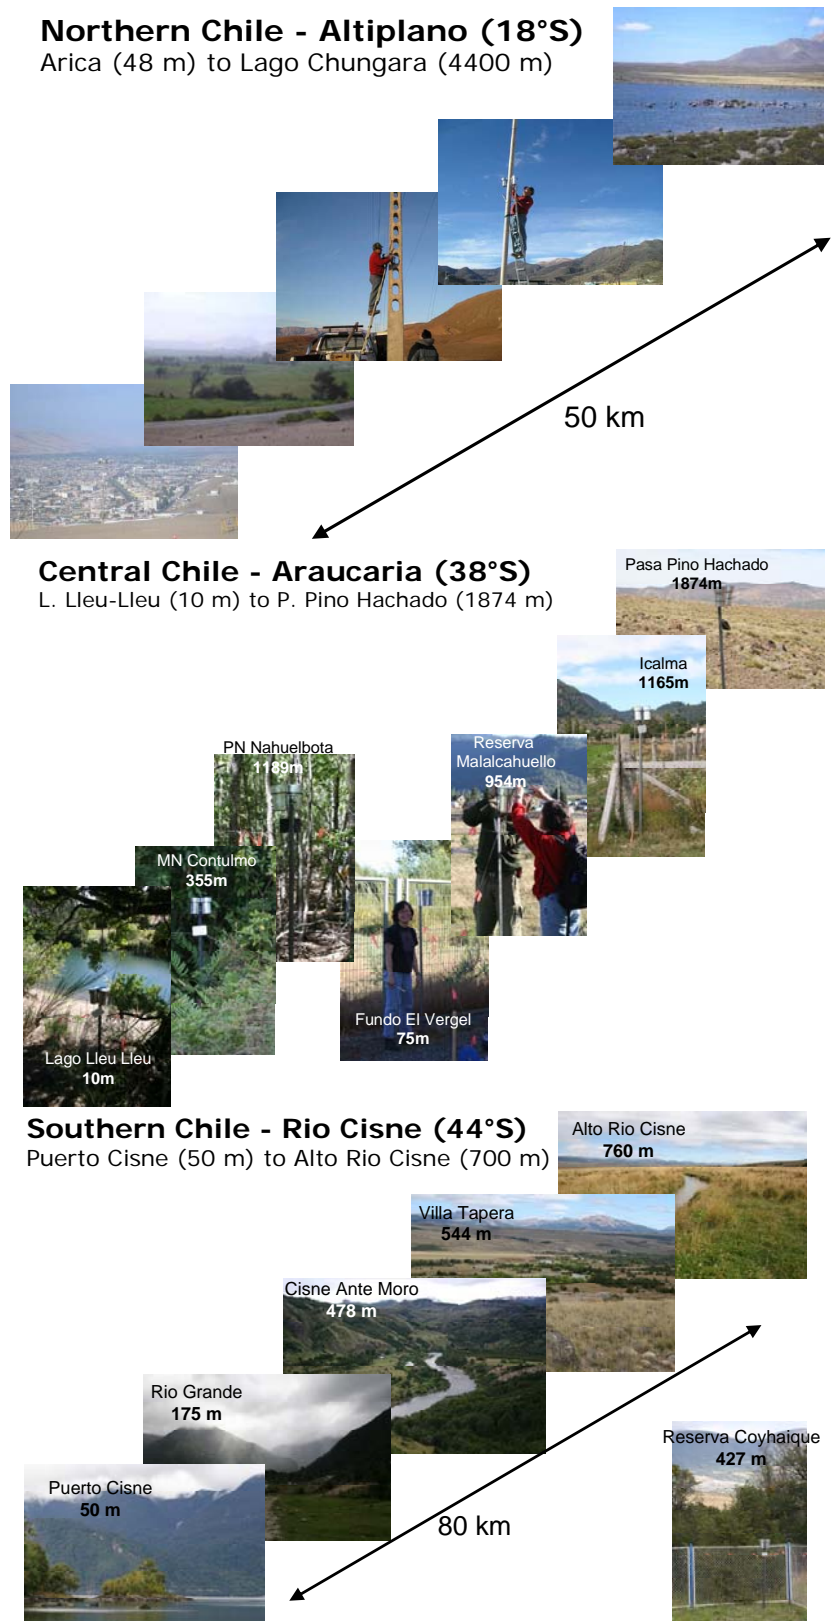 Northern Chile - Altiplano (18°S)
Arica (48 m) to Lago Chungara (4400 m)
50 km
Central Chile - Araucaria (38°S)
L. Lleu-Lleu (10 m) to P. Pino Hachado (1874 m)
Pasa Pino Hachado
1874m
Icalma
1165m
Reserva
Malalcahuello
954m
PN Nahuelbota
1189m
MN Contulmo
355m
Fundo El Vergel
75m
Lago Lleu Lleu
10m
Southern Chile - Rio Cisne (44°S)
Puerto Cisne (50 m) to Alto Rio Cisne (700 m)
Alto Rio Cisne
760 m
Villa Tapera
544 m
Cisne Ante Moro
478 m
Rio Grande
175 m
Puerto Cisne
50 m
80 km
Reserva Coyhaique
427 m